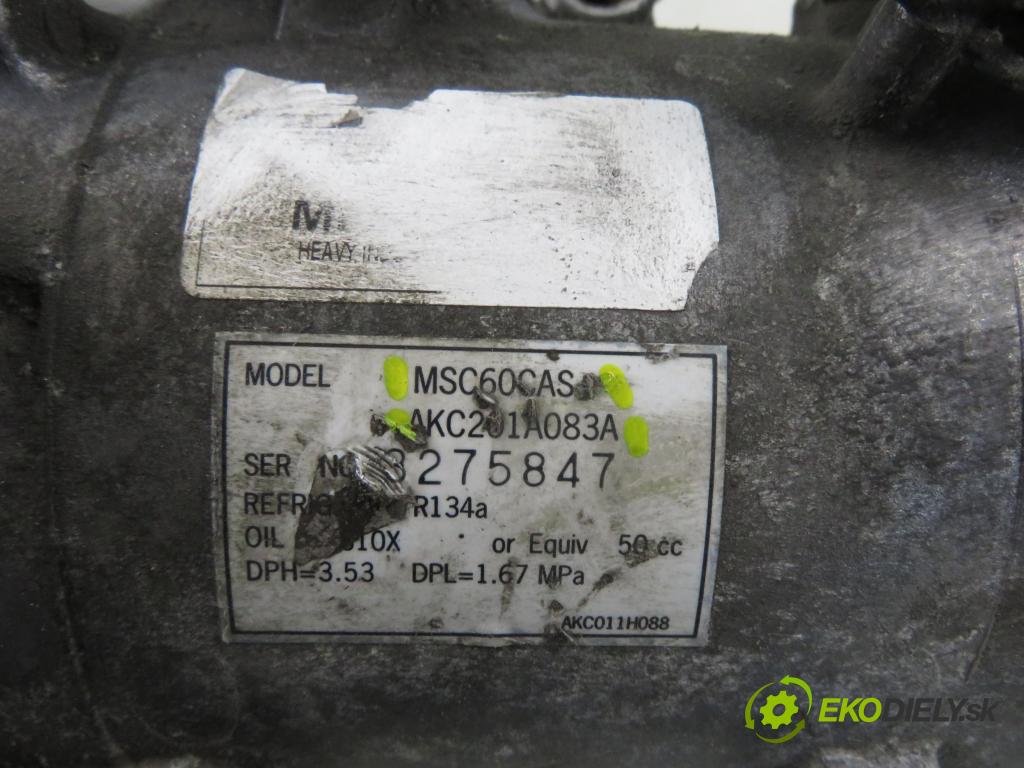 HEAVY
MODEL MSC60CAS
AKC201A083A
SER NO 3275847
R134a
OIL or Equiv 50 cc
DPH=3.53 DPL=1.67 MPa
AKC011H088
EKODIELY.sk